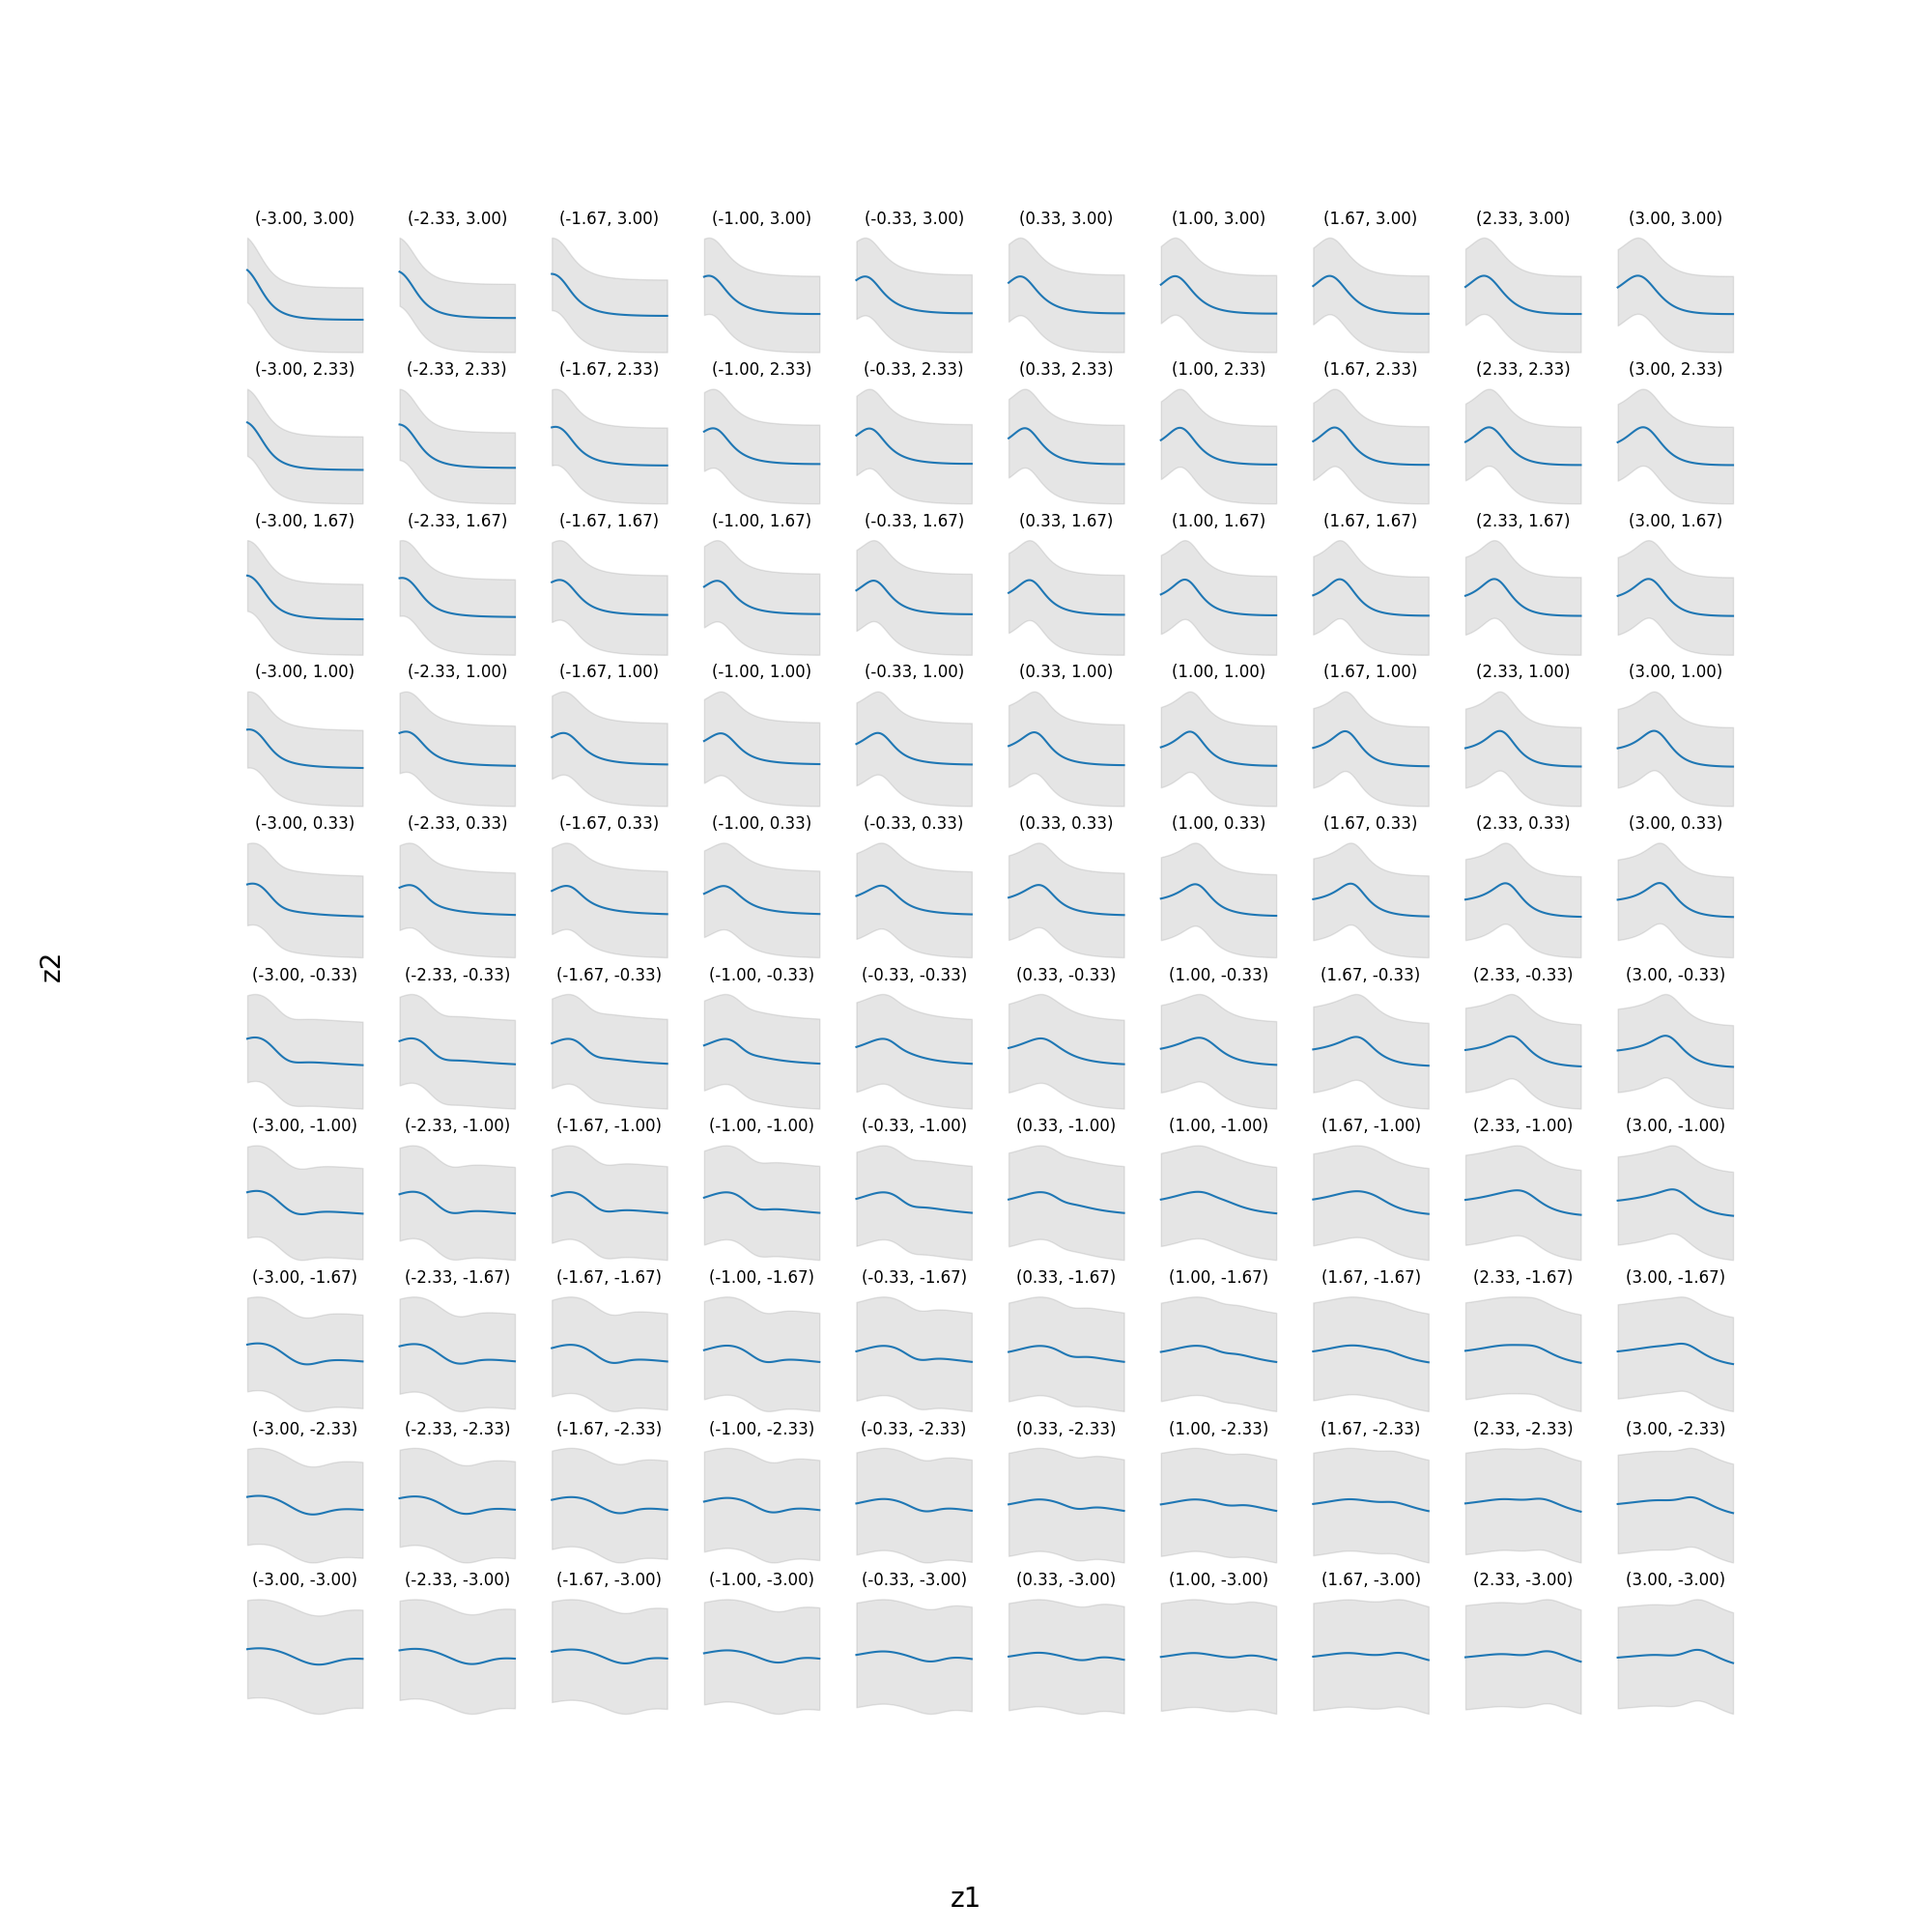 (-3.00, 3.00) (-2.33, 3.00) (-1.67, 3.00) (-1.00, 3.00) (-0.33, 3.00) (0.33, 3.00) (1.00, 3.00) (1.67, 3.00) (2.33, 3.00) (3.00, 3.00)
(-3.00, 2.33) (-2.33, 2.33) (-1.67, 2.33) (-1.00, 2.33) (-0.33, 2.33) (0.33, 2.33) (1.00, 2.33) (1.67, 2.33) (2.33, 2.33) (3.00, 2.33)
(-3.00, 1.67) (-2.33, 1.67) (-1.67, 1.67) (-1.00, 1.67) (-0.33, 1.67) (0.33, 1.67) (1.00, 1.67) (1.67, 1.67) (2.33, 1.67) (3.00, 1.67)
(-3.00, 1.00) (-2.33, 1.00) (-1.67, 1.00) (-1.00, 1.00) (-0.33, 1.00) (0.33, 1.00) (1.00, 1.00) (1.67, 1.00) (2.33, 1.00) (3.00, 1.00)
(-3.00, 0.33) (-2.33, 0.33) (-1.67, 0.33) (-1.00, 0.33) (-0.33, 0.33) (0.33, 0.33) (1.00, 0.33) (1.67, 0.33) (2.33, 0.33) (3.00, 0.33)
z2
(-3.00, -0.33) (-2.33, -0.33) (-1.67, -0.33) (-1.00, -0.33) (-0.33, -0.33) (0.33, -0.33) (1.00, -0.33) (1.67, -0.33) (2.33, -0.33) (3.00, -0.33)
(-3.00, -1.00) (-2.33, -1.00) (-1.67, -1.00) (-1.00, -1.00) (-0.33, -1.00) (0.33, -1.00) (1.00, -1.00) (1.67, -1.00) (2.33, -1.00) (3.00, -1.00)
(-3.00, -1.67) (-2.33, -1.67) (-1.67, -1.67) (-1.00, -1.67) (-0.33, -1.67) (0.33, -1.67) (1.00, -1.67) (1.67, -1.67) (2.33, -1.67) (3.00, -1.67)
(-3.00, -2.33) (-2.33, -2.33) (-1.67, -2.33) (-1.00, -2.33) (-0.33, -2.33) (0.33, -2.33) (1.00, -2.33) (1.67, -2.33) (2.33, -2.33) (3.00, -2.33)
(-3.00, -3.00) (-2.33, -3.00) (-1.67, -3.00) (-1.00, -3.00) (-0.33, -3.00) (0.33, -3.00) (1.00, -3.00) (1.67, -3.00) (2.33, -3.00) (3.00, -3.00)
z1